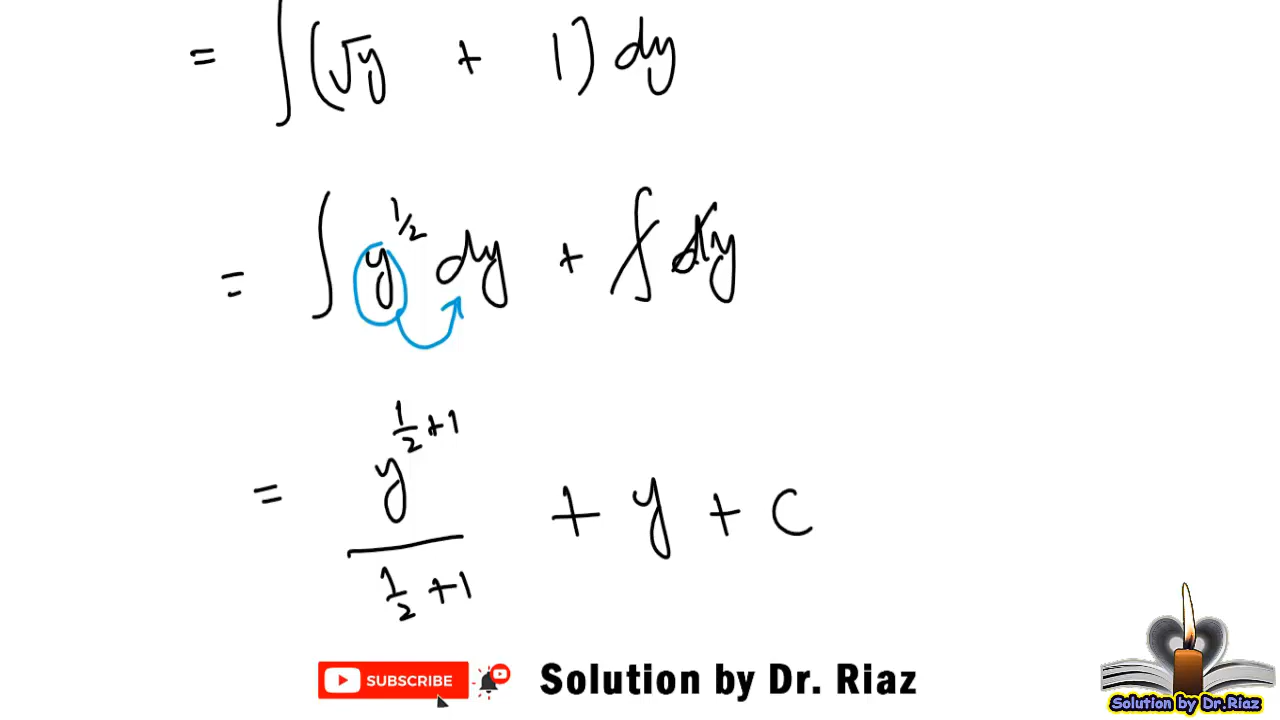 = ∫(√y + 1) dy
= ∫ y^{1/2} dy + ∫ dy
= y^{1/2+1} / (1/2+1) + y + C
SUBSCRIBE Solution by Dr. Riaz
Solution by Dr.Riaz